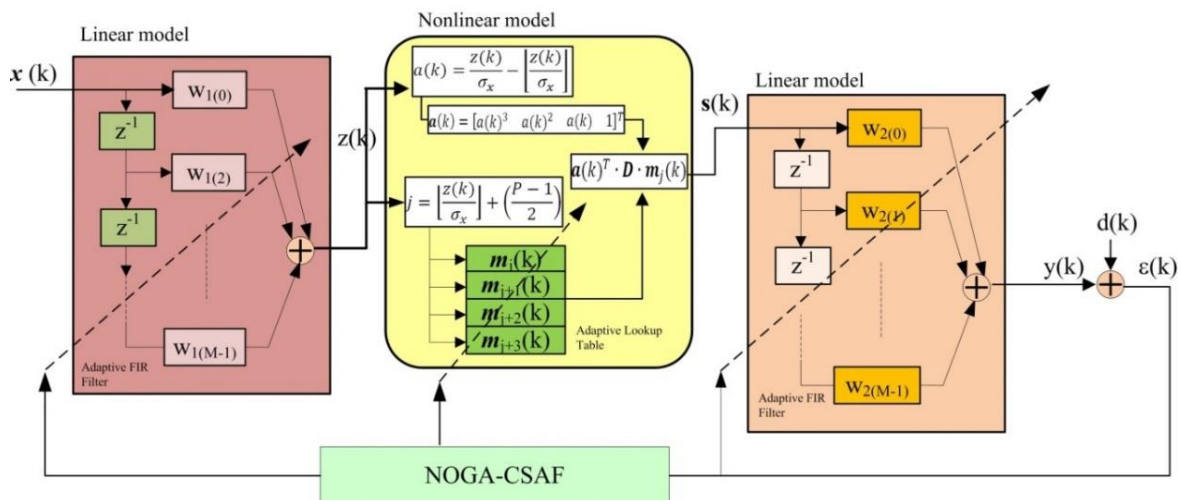 Linear model
x (k)
w1(0)
z-1
w1(2)
z-1
w1(M-1)
Adaptive FIR
Filter
z(k)
Nonlinear model
a(k) = z(k)/σx − ⌊z(k)/σx⌋
a(k) = [a(k)³ a(k)² a(k) 1]ᵀ
a(k)ᵀ · D · mj(k)
j = ⌊z(k)/σx⌋ + ((P − 1)/2)
mj(k)
mj+1(k)
mj+2(k)
mj+3(k)
Adaptive Lookup
Table
s(k)
Linear model
w2(0)
z-1
w2(1)
z-1
w2(M-1)
Adaptive FIR
Filter
y(k)
d(k)
ε(k)
NOGA-CSAF